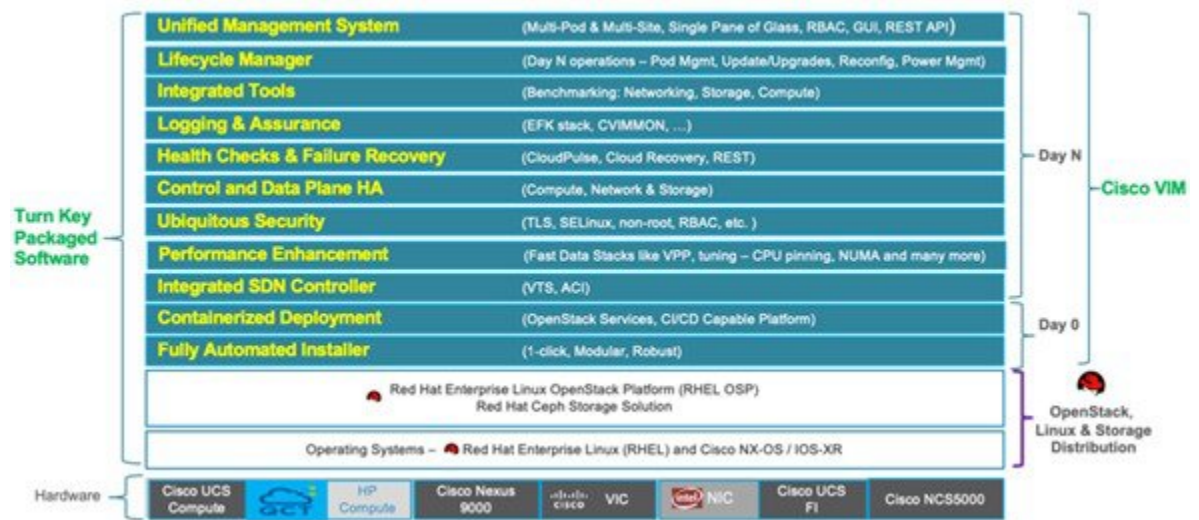 Unified Management System (Multi-Pod & Multi-Site, Single Pane of Glass, RBAC, GUI, REST API)
Lifecycle Manager (Day N operations – Pod Mgmt, Update/Upgrades, Reconfig, Power Mgmt)
Integrated Tools (Benchmarking: Networking, Storage, Compute)
Logging & Assurance (EFK stack, CVIMMON, ...)
Health Checks & Failure Recovery (CloudPulse, Cloud Recovery, REST)
Day N
Control and Data Plane HA (Compute, Network & Storage)
Cisco VIM
Turn Key
Packaged
Software
Ubiquitous Security (TLS, SELinux, non-root, RBAC, etc. )
Performance Enhancement (Fast Data Stacks like VPP, tuning – CPU pinning, NUMA and many more)
Integrated SDN Controller (VTS, ACI)
Containerized Deployment (OpenStack Services, CI/CD Capable Platform)
Day 0
Fully Automated Installer (1-click, Modular, Robust)
Red Hat Enterprise Linux OpenStack Platform (RHEL OSP)
Red Hat Ceph Storage Solution
OpenStack,
Linux & Storage
Distribution
Operating Systems – Red Hat Enterprise Linux (RHEL) and Cisco NX-OS / IOS-XR
Hardware
Cisco UCS
Compute
QCT
HP
Compute
Cisco Nexus
9000
cisco VIC
intel NIC
Cisco UCS
FI
Cisco NCS5000